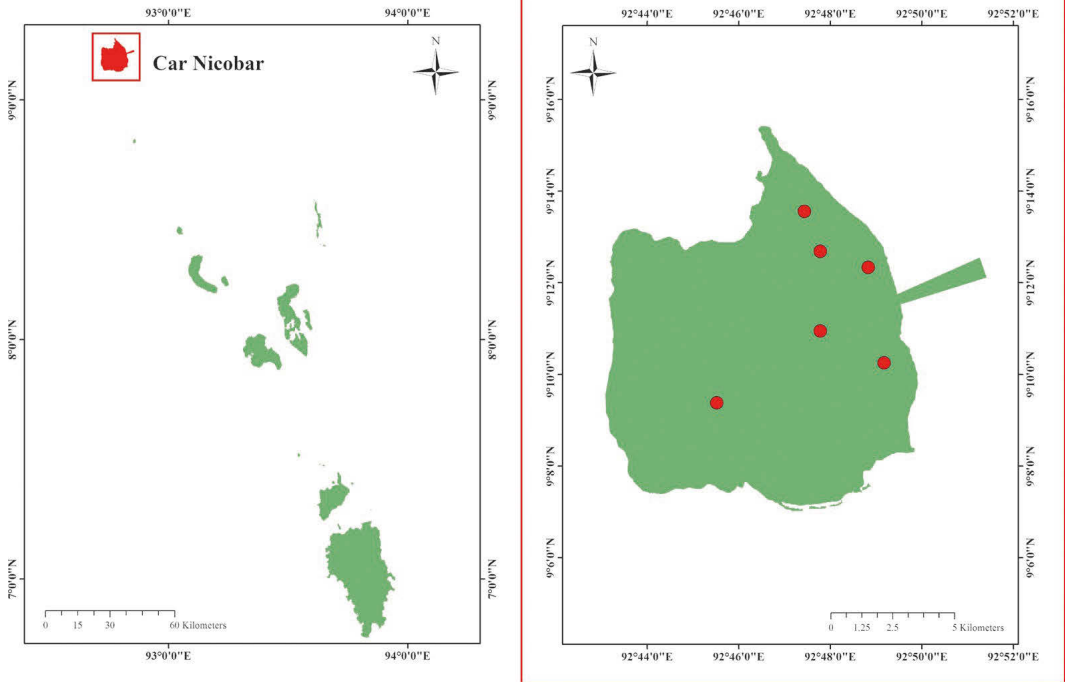 93°0'0"E 94°0'0"E
N
Car Nicobar
9°0'0"N 9°0'0"N
8°0'0"N 8°0'0"N
7°0'0"N 7°0'0"N
0 15 30 60 Kilometers
93°0'0"E 94°0'0"E
92°44'0"E 92°46'0"E 92°48'0"E 92°50'0"E 92°52'0"E
N
9°16'0"N 9°16'0"N
9°14'0"N 9°14'0"N
9°12'0"N 9°12'0"N
9°10'0"N 9°10'0"N
9°8'0"N 9°8'0"N
9°6'0"N 9°6'0"N
0 1.25 2.5 5 Kilometers
92°44'0"E 92°46'0"E 92°48'0"E 92°50'0"E 92°52'0"E